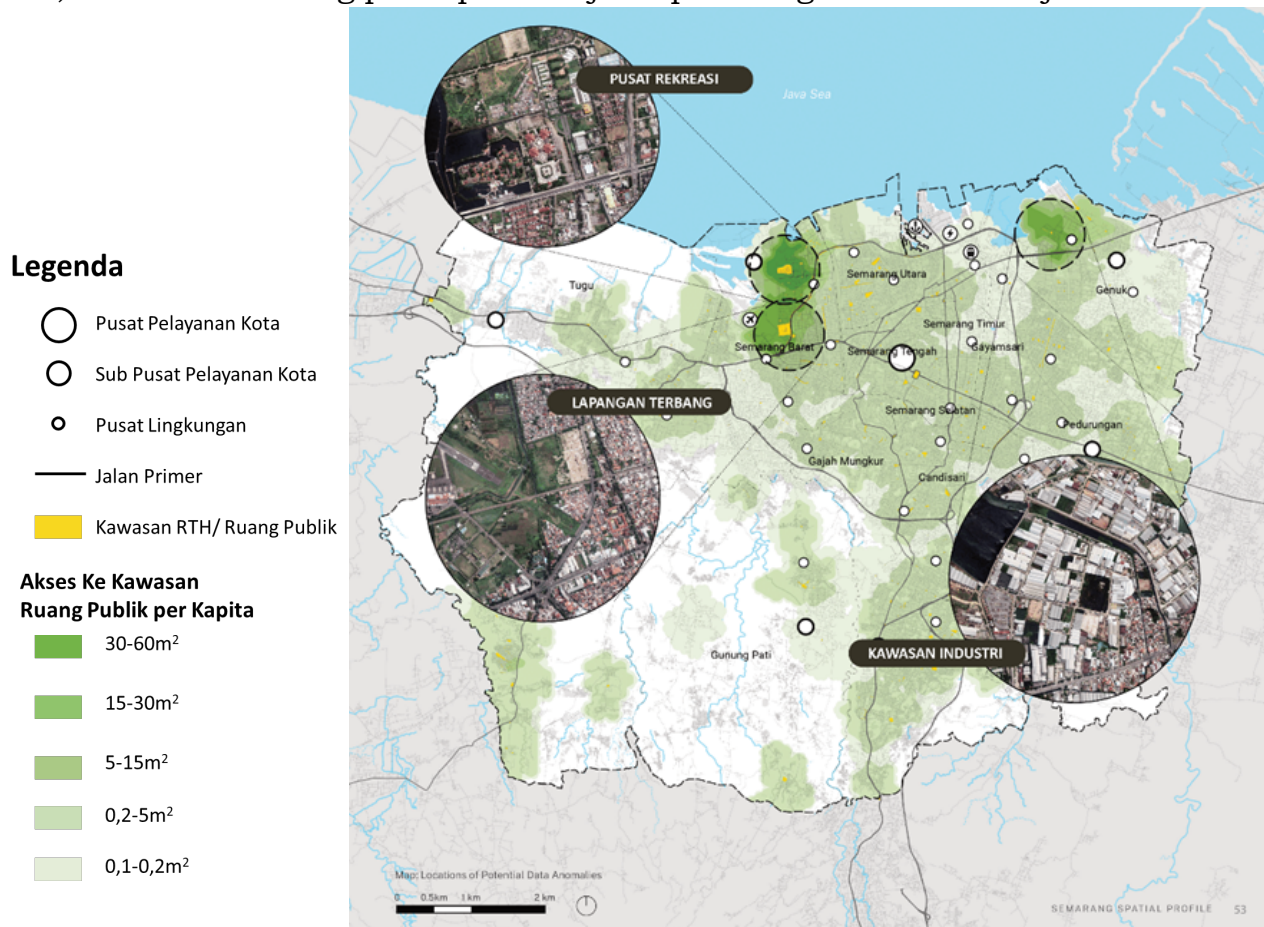 PUSAT REKREASI
Java Sea
Legenda
Pusat Pelayanan Kota
Sub Pusat Pelayanan Kota
Pusat Lingkungan
Jalan Primer
Kawasan RTH/ Ruang Publik
Akses Ke Kawasan
Ruang Publik per Kapita
30-60m²
15-30m²
5-15m²
0,2-5m²
0,1-0,2m²
Tugu
Semarang Utara
Genuk
Semarang Timur
Semarang Barat
Semarang Tengah
Gayamsari
LAPANGAN TERBANG
Semarang Selatan
Pedurungan
Gajah Mungkur
Candisari
Gunung Pati
KAWASAN INDUSTRI
Map: Locations of Potential Data Anomalies
0 0.5km 1 km 2 km
SEMARANG SPATIAL PROFILE 53